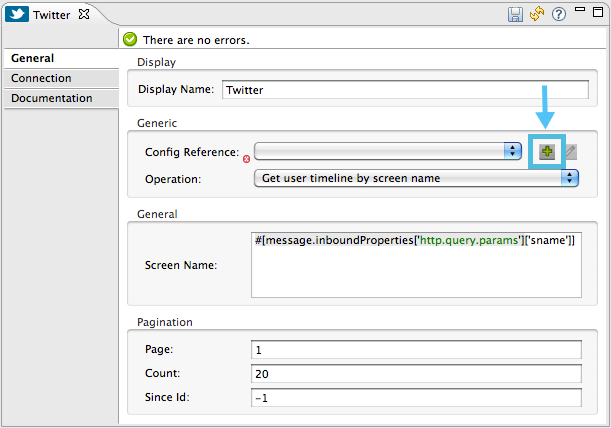 Twitter
There are no errors.
General
Connection
Documentation
Display
Display Name: Twitter
Generic
Config Reference:
Operation: Get user timeline by screen name
General
Screen Name: #[message.inboundProperties['http.query.params']['sname']]
Pagination
Page: 1
Count: 20
Since Id: -1